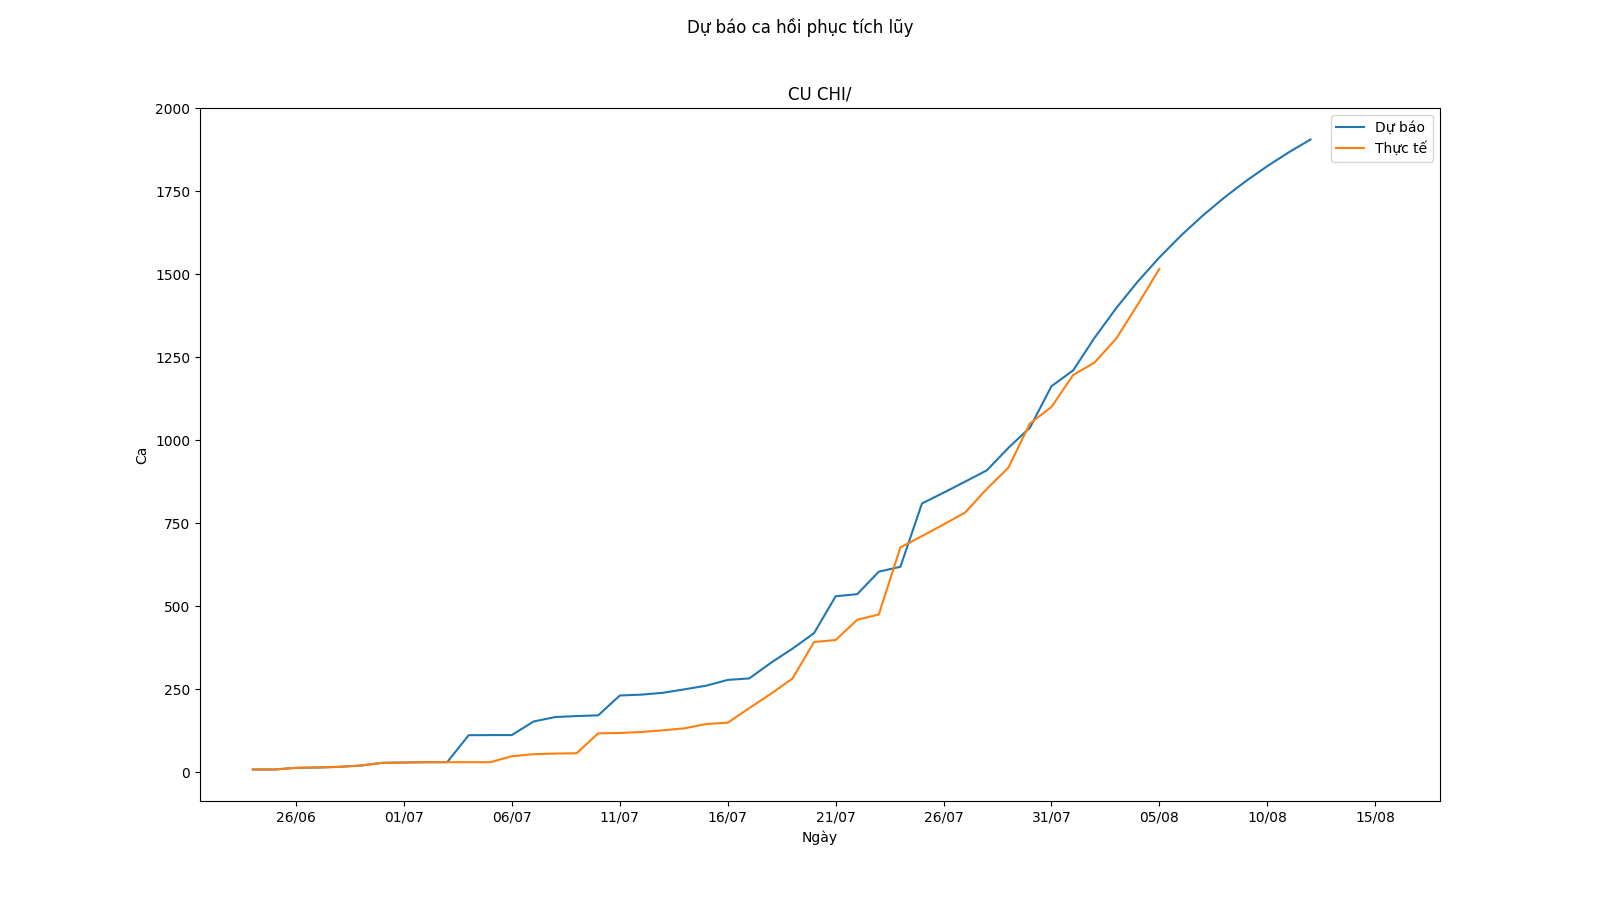 Dự báo ca hồi phục tích lũy
CU CHI/
Dự báo
Thực tế
2000
1750
1500
1250
1000
750
500
250
0
Ca
26/06 01/07 06/07 11/07 16/07 21/07 26/07 31/07 05/08 10/08 15/08
Ngày